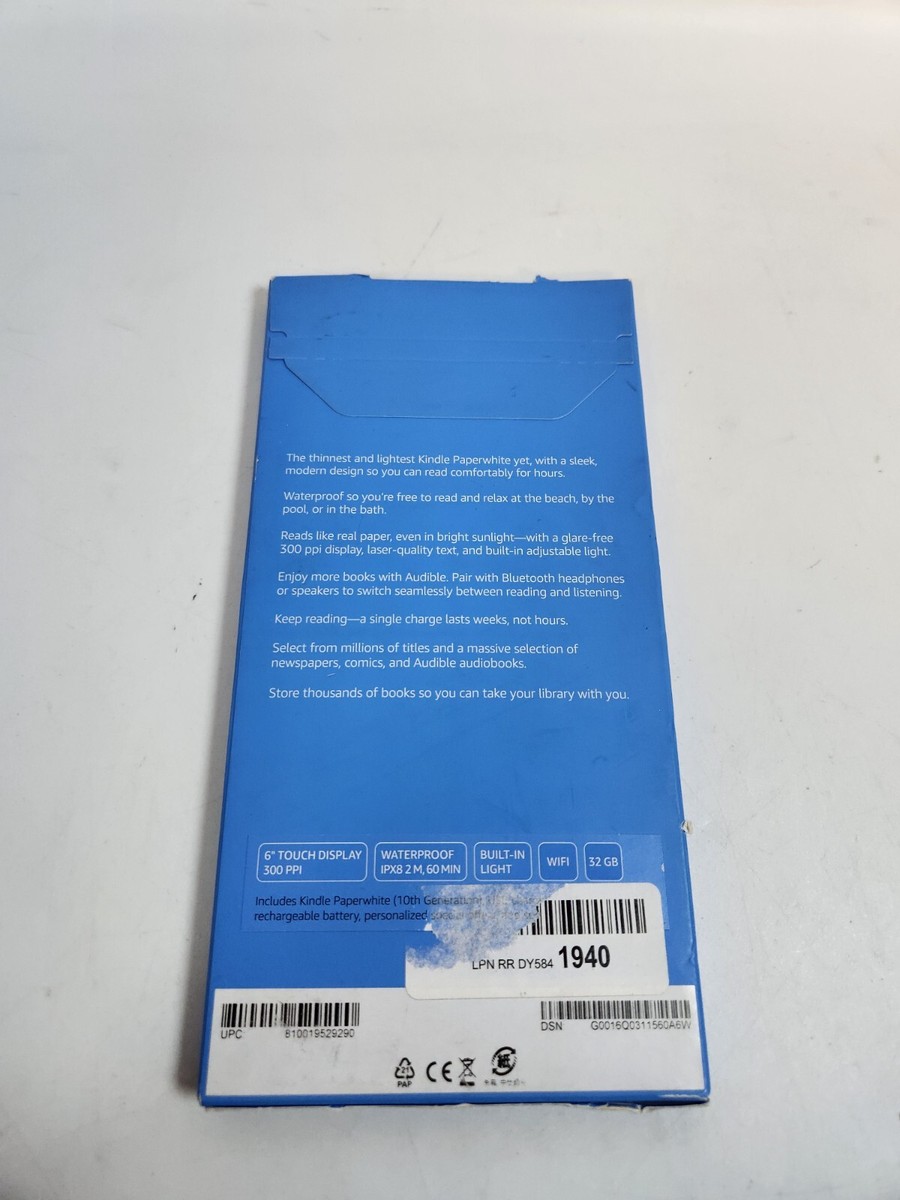 The thinnest and lightest Kindle Paperwhite yet, with a sleek,
modern design so you can read comfortably for hours.
Waterproof so you're free to read and relax at the beach, by the
pool, or in the bath.
Reads like real paper, even in bright sunlight—with a glare-free
300 ppi display, laser-quality text, and built-in adjustable light.
Enjoy more books with Audible. Pair with Bluetooth headphones
or speakers to switch seamlessly between reading and listening.
Keep reading—a single charge lasts weeks, not hours.
Select from millions of titles and a massive selection of
newspapers, comics, and Audible audiobooks.
Store thousands of books so you can take your library with you.
6" TOUCH DISPLAY
300 PPI
WATERPROOF
IPX8 2 M, 60 MIN
BUILT-IN
LIGHT
WIFI
32 GB
Includes Kindle Paperwhite (10th Generation)
rechargeable battery, personalized
LPN RR DY584 1940
UPC 810019529290
DSN G0016Q0311560A6W
21
PAP
CE
紙